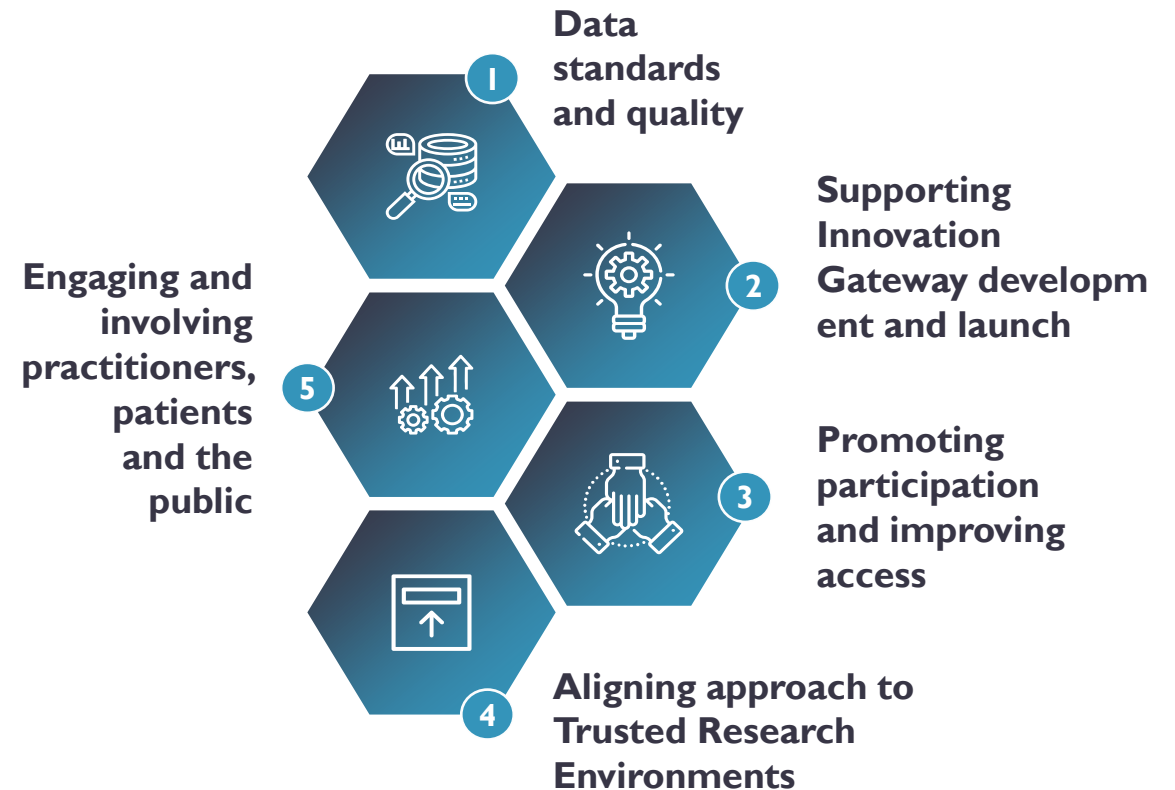 1
Data
standards
and quality
2
Supporting
Innovation
Gateway developm
ent and launch
3
Promoting
participation
and improving
access
4
Aligning approach to
Trusted Research
Environments
5
Engaging and
involving
practitioners,
patients
and the
public